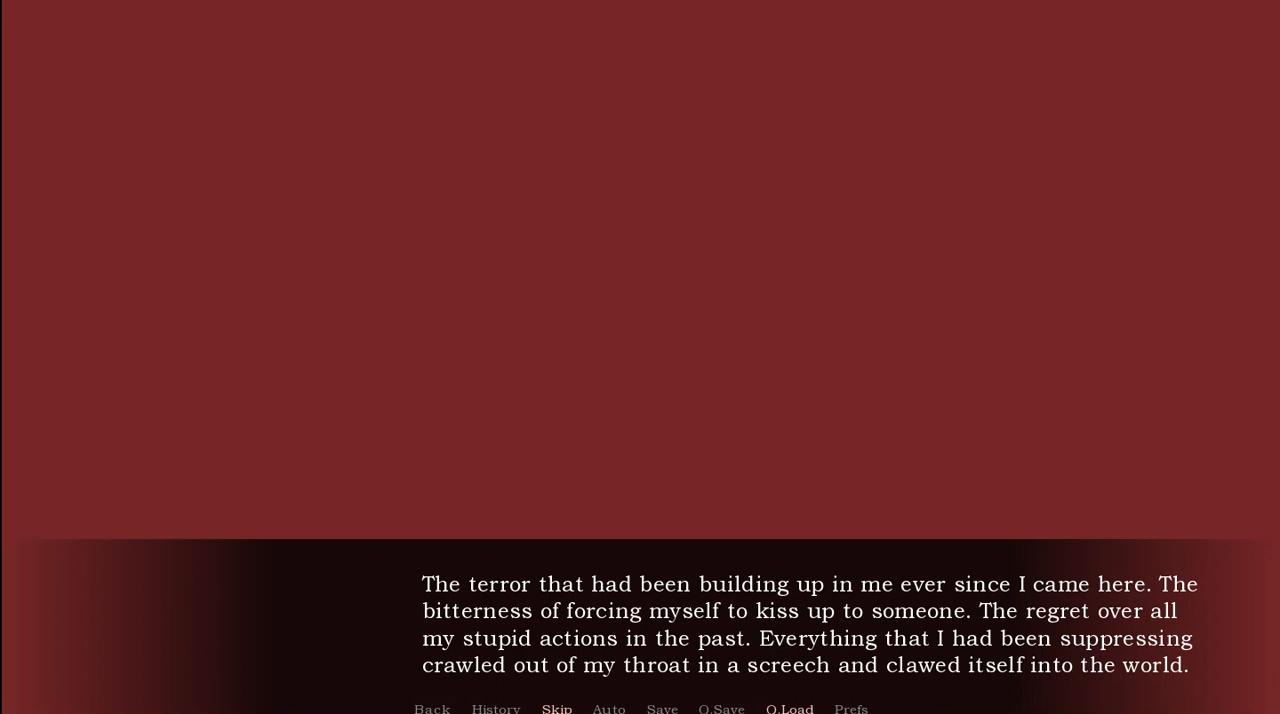 The terror that had been building up in me ever since I came here. The
bitterness of forcing myself to kiss up to someone. The regret over all
my stupid actions in the past. Everything that I had been suppressing
crawled out of my throat in a screech and clawed itself into the world.
Back History Skip Auto Save Q.Save Q.Load Prefs